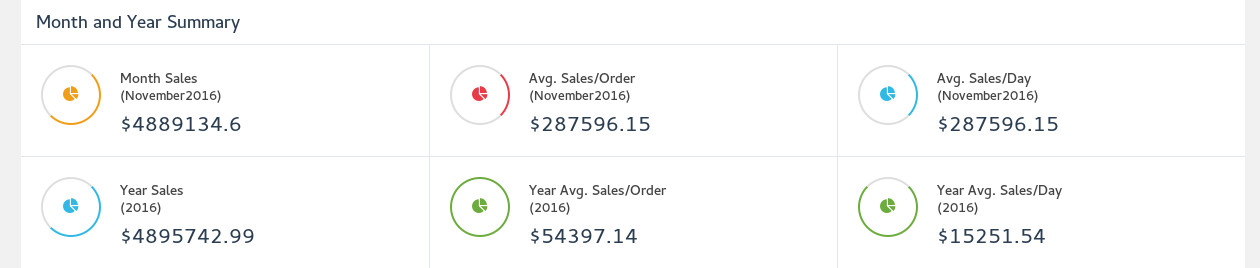 Month and Year Summary
Month Sales
(November2016)
$4889134.6
Avg. Sales/Order
(November2016)
$287596.15
Avg. Sales/Day
(November2016)
$287596.15
Year Sales
(2016)
$4895742.99
Year Avg. Sales/Order
(2016)
$54397.14
Year Avg. Sales/Day
(2016)
$15251.54